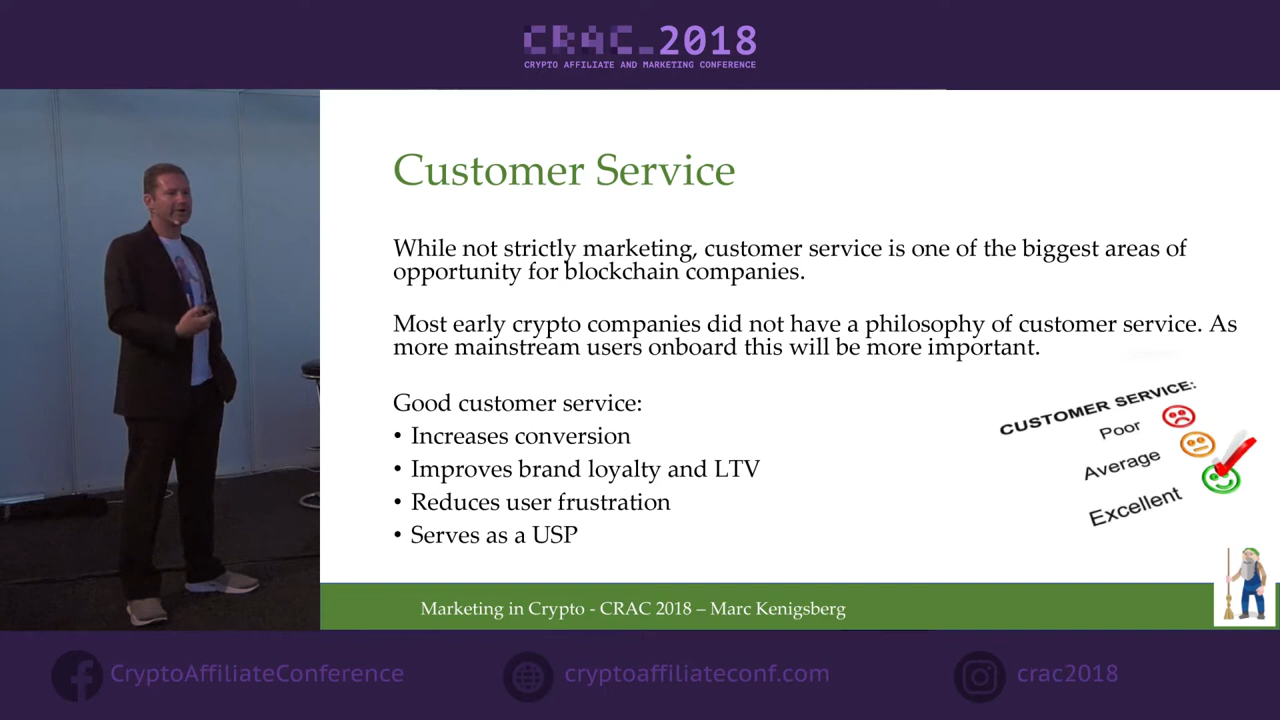 CRAC_2018
CRYPTO AFFILIATE AND MARKETING CONFERENCE
Customer Service
While not strictly marketing, customer service is one of the biggest areas of
opportunity for blockchain companies.
Most early crypto companies did not have a philosophy of customer service. As
more mainstream users onboard this will be more important.
Good customer service:
• Increases conversion
• Improves brand loyalty and LTV
• Reduces user frustration
• Serves as a USP
CUSTOMER SERVICE:
Poor
Average
Excellent
Marketing in Crypto - CRAC 2018 – Marc Kenigsberg
CryptoAffiliateConference
cryptoaffiliateconf.com
crac2018